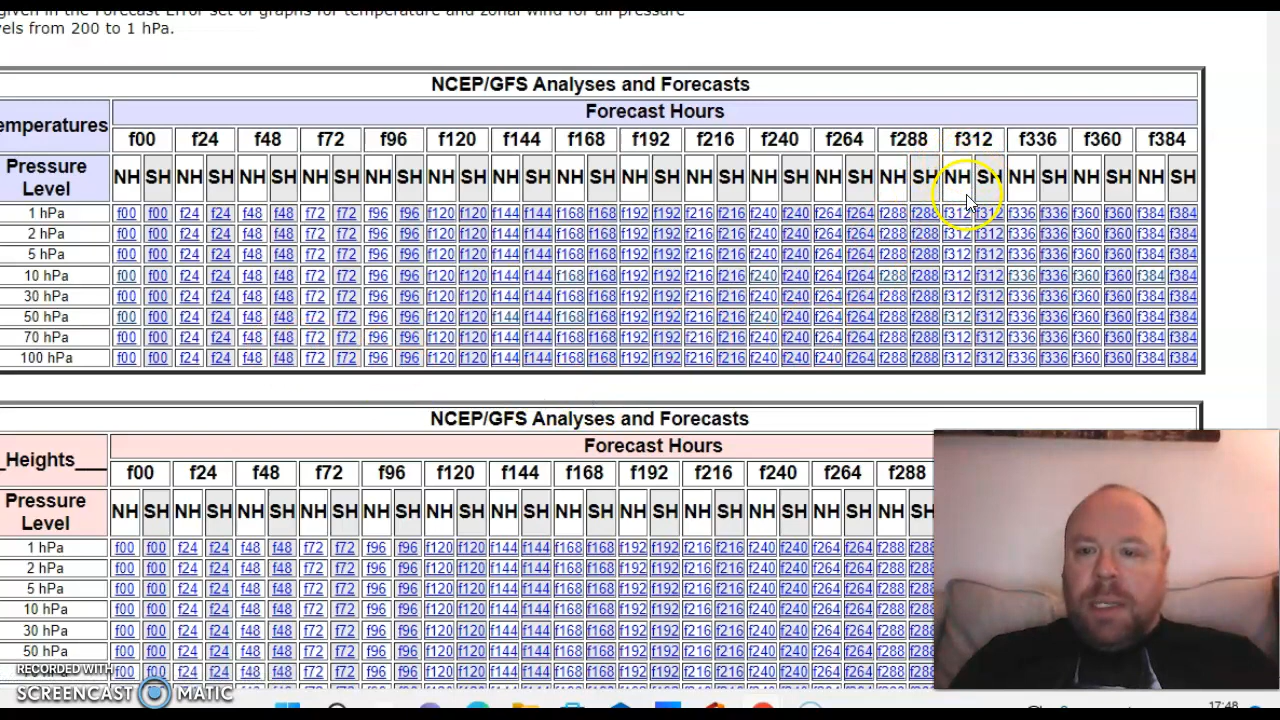 given in the Forecast Error set of graphs for temperature and zonal wind for all pressure
vels from 200 to 1 hPa.
NCEP/GFS Analyses and Forecasts
emperatures Forecast Hours
f00 f24 f48 f72 f96 f120 f144 f168 f192 f216 f240 f264 f288 f312 f336 f360 f384
Pressure Level NH SH NH SH NH SH NH SH NH SH NH SH NH SH NH SH NH SH NH SH NH SH NH SH NH SH NH SH NH SH NH SH NH SH
1 hPa f00 f00 f24 f24 f48 f48 f72 f72 f96 f96 f120 f120 f144 f144 f168 f168 f192 f192 f216 f216 f240 f240 f264 f264 f288 f288 f312 f312 f336 f336 f360 f360 f384 f384
2 hPa f00 f00 f24 f24 f48 f48 f72 f72 f96 f96 f120 f120 f144 f144 f168 f168 f192 f192 f216 f216 f240 f240 f264 f264 f288 f288 f312 f312 f336 f336 f360 f360 f384 f384
5 hPa f00 f00 f24 f24 f48 f48 f72 f72 f96 f96 f120 f120 f144 f144 f168 f168 f192 f192 f216 f216 f240 f240 f264 f264 f288 f288 f312 f312 f336 f336 f360 f360 f384 f384
10 hPa f00 f00 f24 f24 f48 f48 f72 f72 f96 f96 f120 f120 f144 f144 f168 f168 f192 f192 f216 f216 f240 f240 f264 f264 f288 f288 f312 f312 f336 f336 f360 f360 f384 f384
30 hPa f00 f00 f24 f24 f48 f48 f72 f72 f96 f96 f120 f120 f144 f144 f168 f168 f192 f192 f216 f216 f240 f240 f264 f264 f288 f288 f312 f312 f336 f336 f360 f360 f384 f384
50 hPa f00 f00 f24 f24 f48 f48 f72 f72 f96 f96 f120 f120 f144 f144 f168 f168 f192 f192 f216 f216 f240 f240 f264 f264 f288 f288 f312 f312 f336 f336 f360 f360 f384 f384
70 hPa f00 f00 f24 f24 f48 f48 f72 f72 f96 f96 f120 f120 f144 f144 f168 f168 f192 f192 f216 f216 f240 f240 f264 f264 f288 f288 f312 f312 f336 f336 f360 f360 f384 f384
100 hPa f00 f00 f24 f24 f48 f48 f72 f72 f96 f96 f120 f120 f144 f144 f168 f168 f192 f192 f216 f216 f240 f240 f240 f264 f288 f288 f312 f312 f336 f336 f360 f360 f384 f384
NCEP/GFS Analyses and Forecasts
_Heights___ Forecast Hours
f00 f24 f48 f72 f96 f120 f144 f168 f192 f216 f240 f264 f288
Pressure Level NH SH NH SH NH SH NH SH NH SH NH SH NH SH NH SH NH SH NH SH NH SH NH SH NH SH
1 hPa f00 f00 f24 f24 f48 f48 f72 f72 f96 f96 f120 f120 f144 f144 f168 f168 f192 f192 f216 f216 f240 f240 f264 f264 f288 f288
2 hPa f00 f00 f24 f24 f48 f48 f72 f72 f96 f96 f120 f120 f144 f144 f168 f168 f192 f192 f216 f216 f240 f240 f264 f264 f288 f288
5 hPa f00 f00 f24 f24 f48 f48 f72 f72 f96 f96 f120 f120 f144 f144 f168 f168 f192 f192 f216 f216 f240 f240 f264 f264 f288 f288
10 hPa f00 f00 f24 f24 f48 f48 f72 f72 f96 f96 f120 f120 f144 f144 f168 f168 f192 f192 f216 f216 f240 f240 f264 f264 f288 f288
30 hPa f00 f00 f24 f24 f48 f48 f72 f72 f96 f96 f120 f120 f144 f144 f168 f168 f192 f192 f216 f216 f240 f240 f264 f264 f288 f288
50 hPa f00 f00 f24 f24 f48 f48 f72 f72 f96 f96 f120 f120 f144 f144 f168 f168 f192 f192 f216 f216 f240 f240 f264 f264 f288 f288
f00 f00 f24 f24 f48 f48 f72 f72 f96 f96 f120 f120 f144 f144 f168 f168 f192 f192 f216 f216 f240 f240 f264 f264 f288 f288
RECORDED WITH
SCREENCAST MATIC
17:48